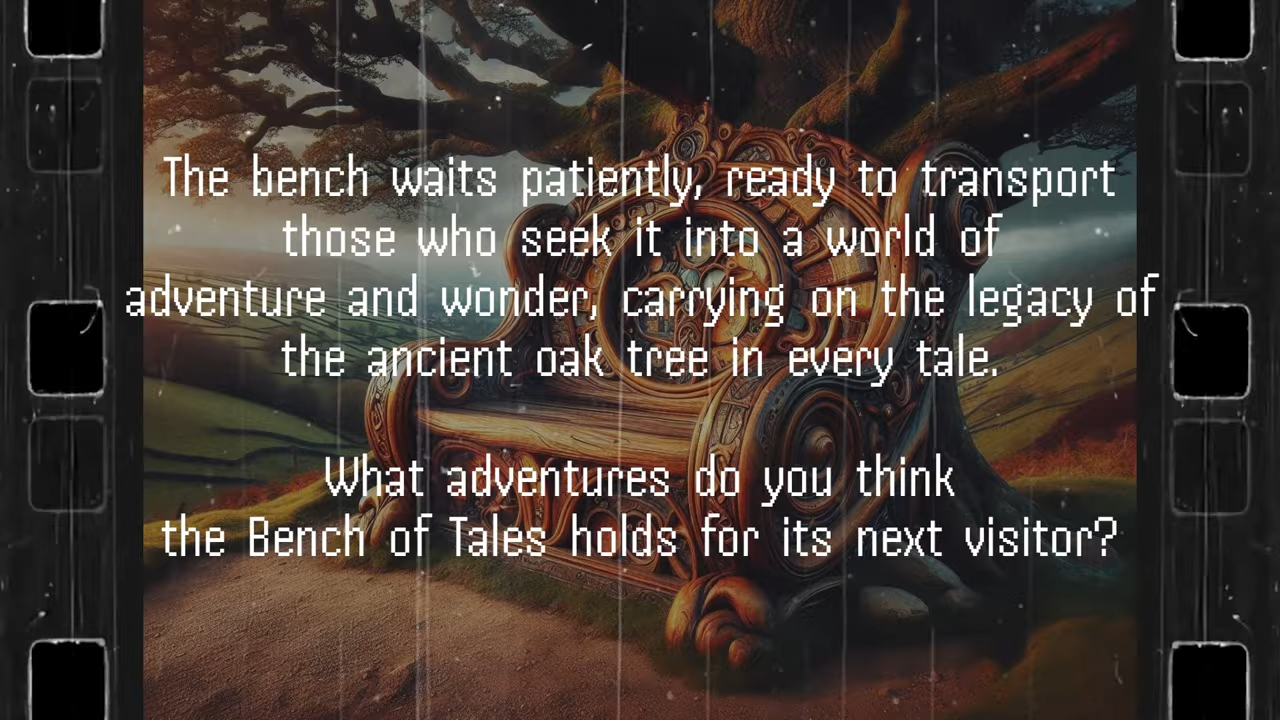 The bench waits patiently, ready to transport
those who seek it into a world of
adventure and wonder, carrying on the legacy of
the ancient oak tree in every tale.
What adventures do you think
the Bench of Tales holds for its next visitor?